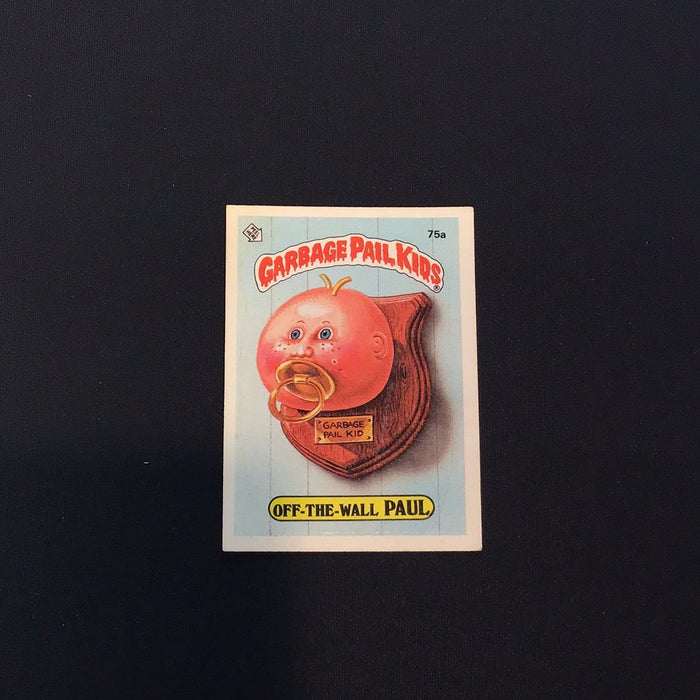 75a
GARBAGE PAIL KIDS®
GARBAGE
PAIL KID
OFF-THE-WALL PAUL